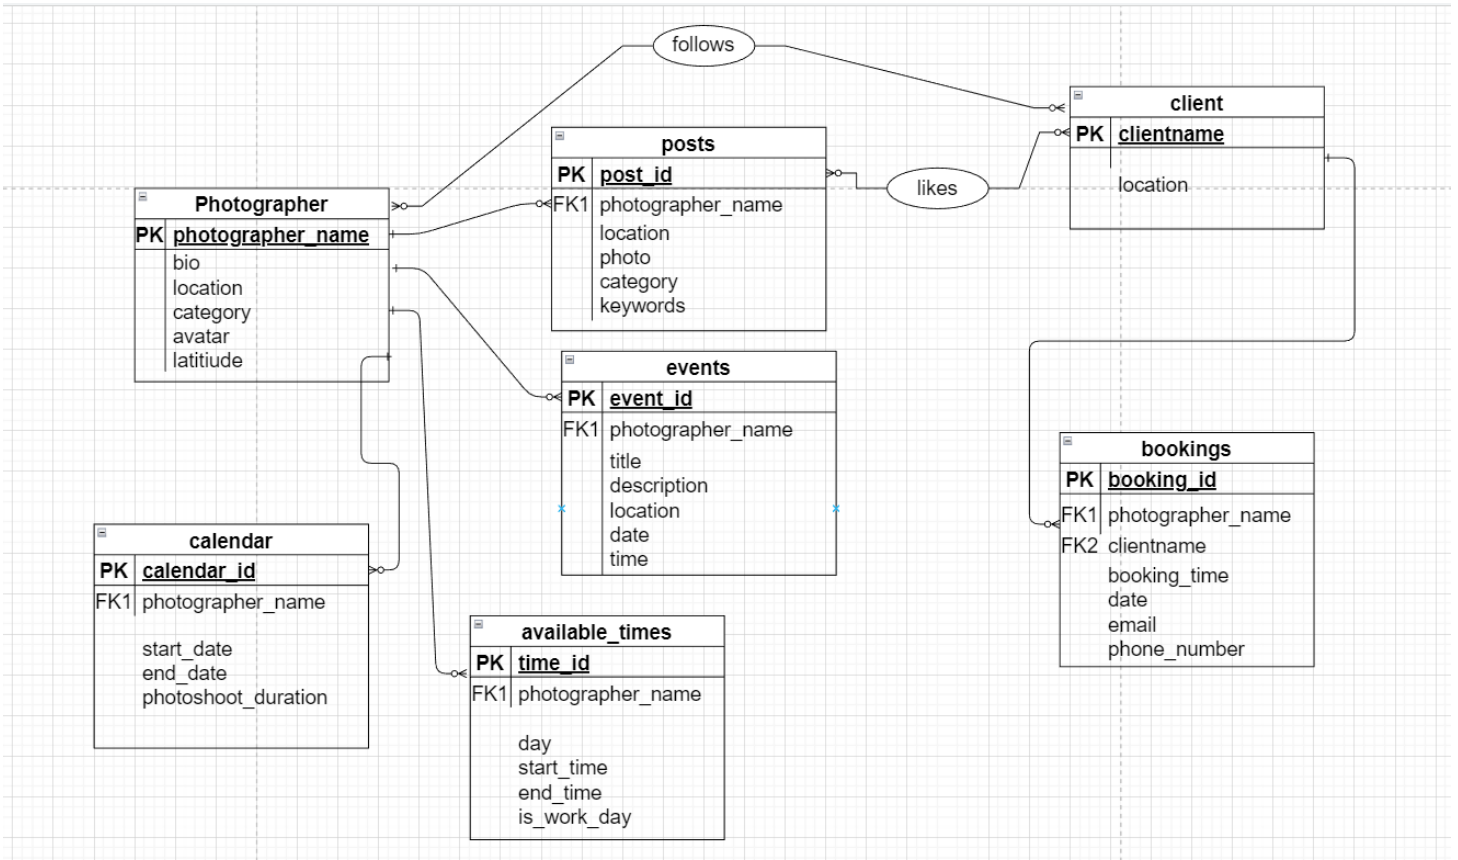 follows
client
PK clientname
location
posts
PK post_id
FK1 photographer_name
location
photo
category
keywords
likes
Photographer
PK photographer_name
bio
location
category
avatar
latitiude
events
PK event_id
FK1 photographer_name
title
description
location
date
time
bookings
PK booking_id
FK1 photographer_name
FK2 clientname
booking_time
date
email
phone_number
calendar
PK calendar_id
FK1 photographer_name
start_date
end_date
photoshoot_duration
available_times
PK time_id
FK1 photographer_name
day
start_time
end_time
is_work_day